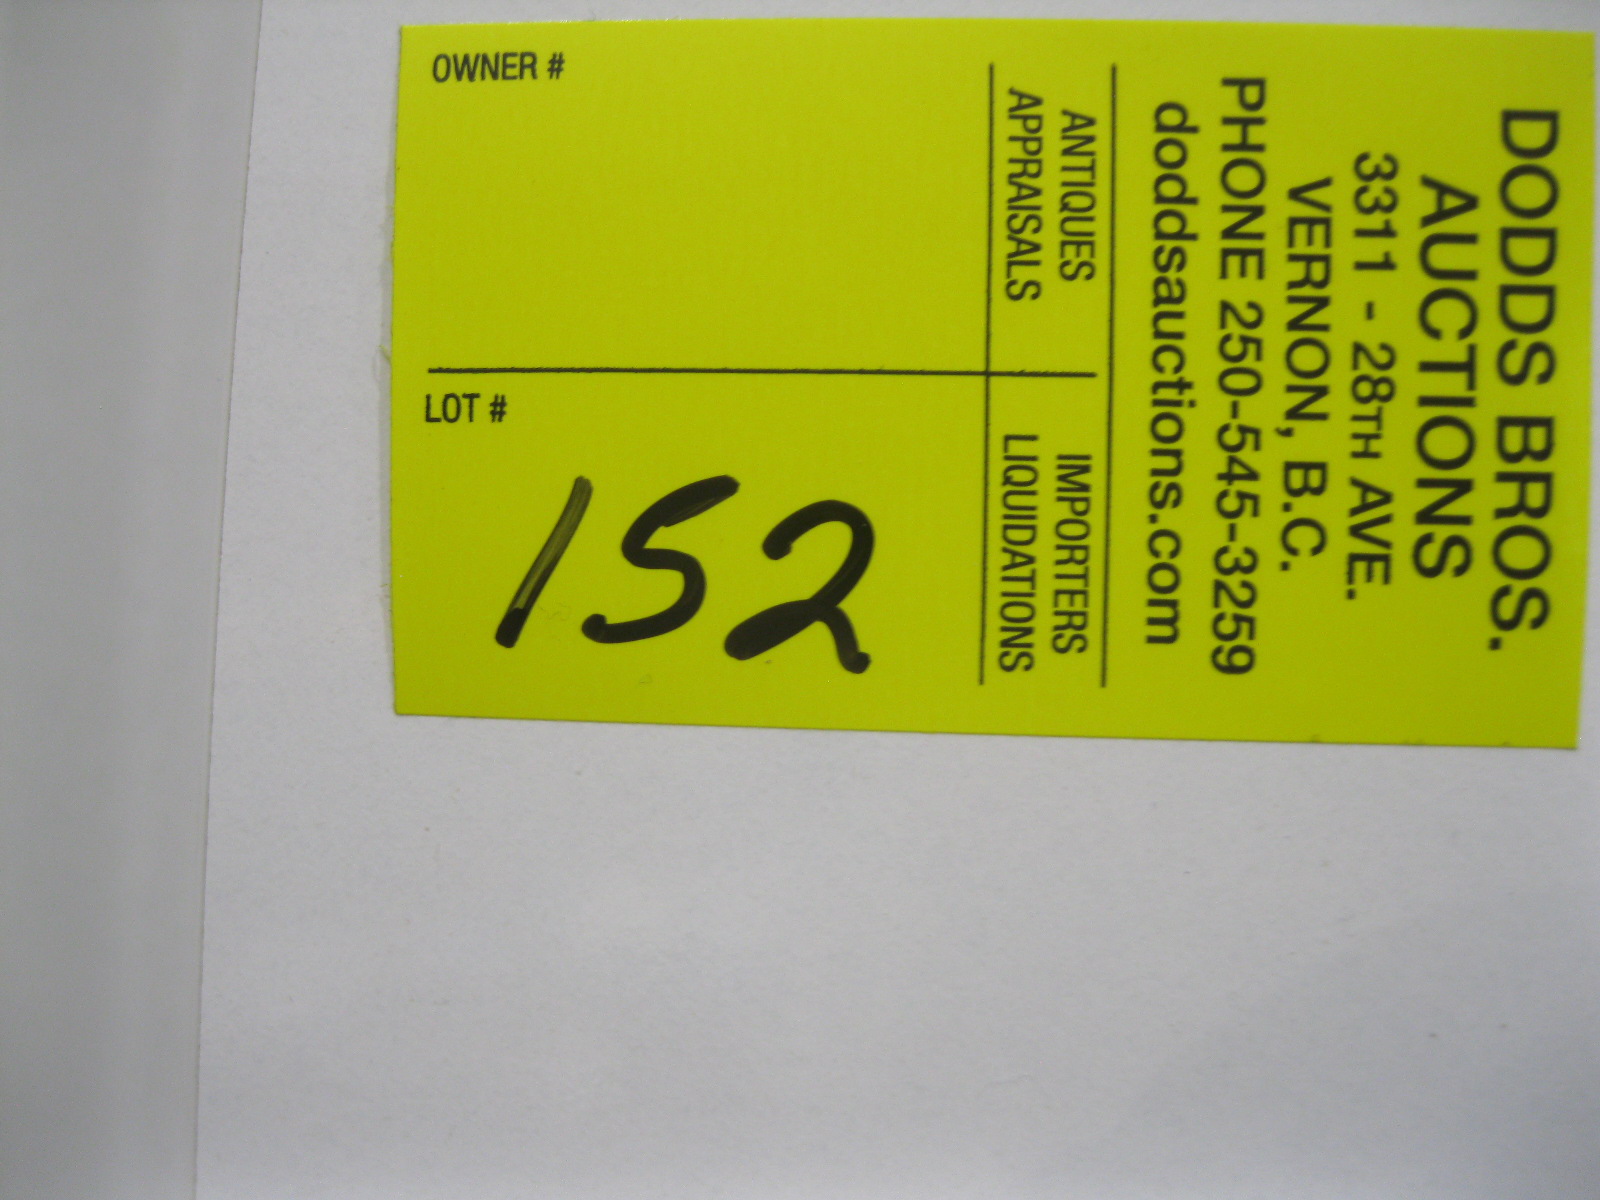 DODDS BROS.
AUCTIONS
3311 - 28TH AVE.
VERNON, B.C.
PHONE 250-545-3259
doddsauctions.com
ANTIQUES
APPRAISALS
IMPORTERS
LIQUIDATIONS
OWNER #
LOT #
152